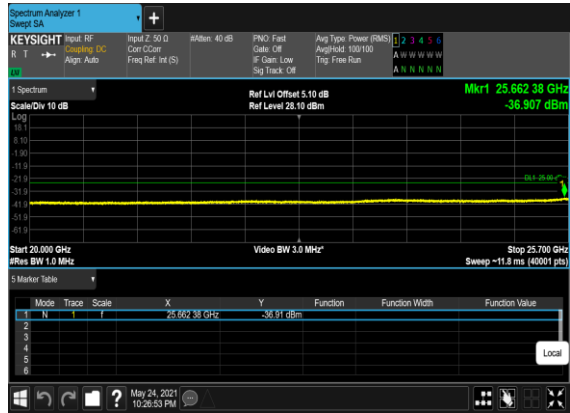 Spectrum Analyzer 1
Swept SA
+
KEYSIGHT Input: RF Input Z: 50 Ω #Atten: 40 dB PNO: Fast Avg Type: Power (RMS) 1 2 3 4 5 6
R T Coupling: DC Corr CCorr Gate: Off Avg|Hold: 100/100 A W W W W W
Align: Auto Freq Ref: Int (S) IF Gain: Low Trig: Free Run
Sig Track: Off A N N N N N
1 Spectrum Ref Lvl Offset 5.10 dB Mkr1 25.662 38 GHz
Scale/Div 10 dB Ref Level 28.10 dBm -36.907 dBm
Log
18.1
8.10
-1.90
-11.9
-21.9 DL1 -25.00
-31.9
-41.9
-51.9
-61.9
Start 20.000 GHz Video BW 3.0 MHz* Stop 25.700 GHz
#Res BW 1.0 MHz Sweep ~11.8 ms (40001 pts)
5 Marker Table
Mode Trace Scale X Y Function Function Width Function Value
1 N 1 f 25.662 38 GHz -36.91 dBm
2
3
4
5
6
Local
? May 24, 2021
10:26:53 PM